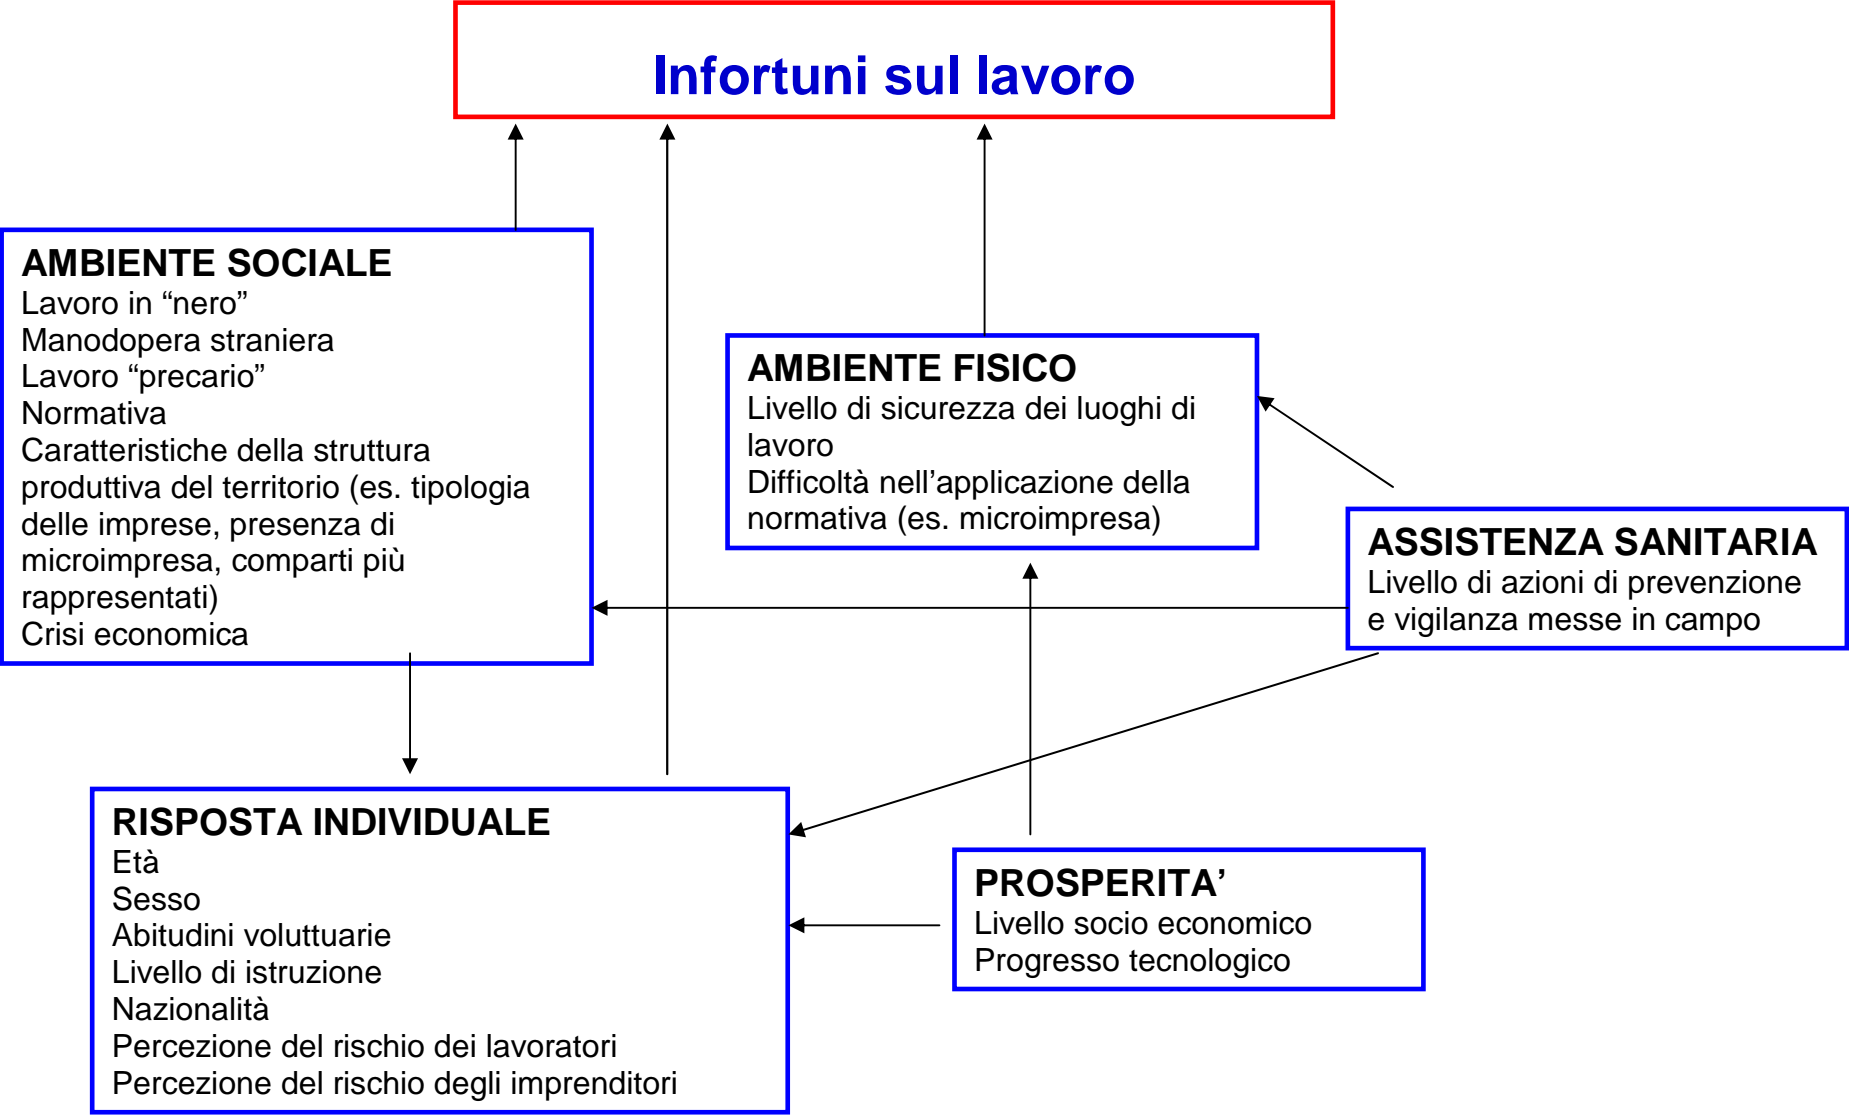 Infortuni sul lavoro
AMBIENTE SOCIALE
Lavoro in “nero”
Manodopera straniera
Lavoro “precario”
Normativa
Caratteristiche della struttura
produttiva del territorio (es. tipologia
delle imprese, presenza di
microimpresa, comparti più
rappresentati)
Crisi economica
AMBIENTE FISICO
Livello di sicurezza dei luoghi di
lavoro
Difficoltà nell’applicazione della
normativa (es. microimpresa)
ASSISTENZA SANITARIA
Livello di azioni di prevenzione
e vigilanza messe in campo
RISPOSTA INDIVIDUALE
Età
Sesso
Abitudini voluttuarie
Livello di istruzione
Nazionalità
Percezione del rischio dei lavoratori
Percezione del rischio degli imprenditori
PROSPERITA’
Livello socio economico
Progresso tecnologico